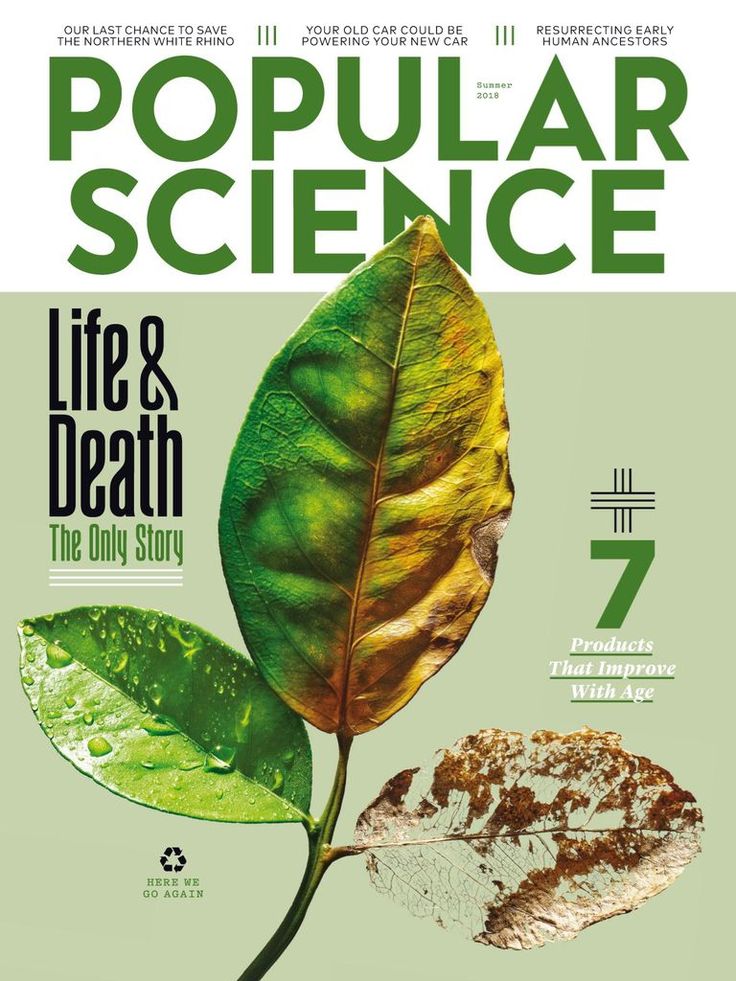 OUR LAST CHANCE TO SAVE
THE NORTHERN WHITE RHINO
YOUR OLD CAR COULD BE
POWERING YOUR NEW CAR
RESURRECTING EARLY
HUMAN ANCESTORS
POPULAR
Summer
2018
SCIENCE
Life &
Death
The Only Story
7
Products
That Improve
With Age
HERE WE
GO AGAIN